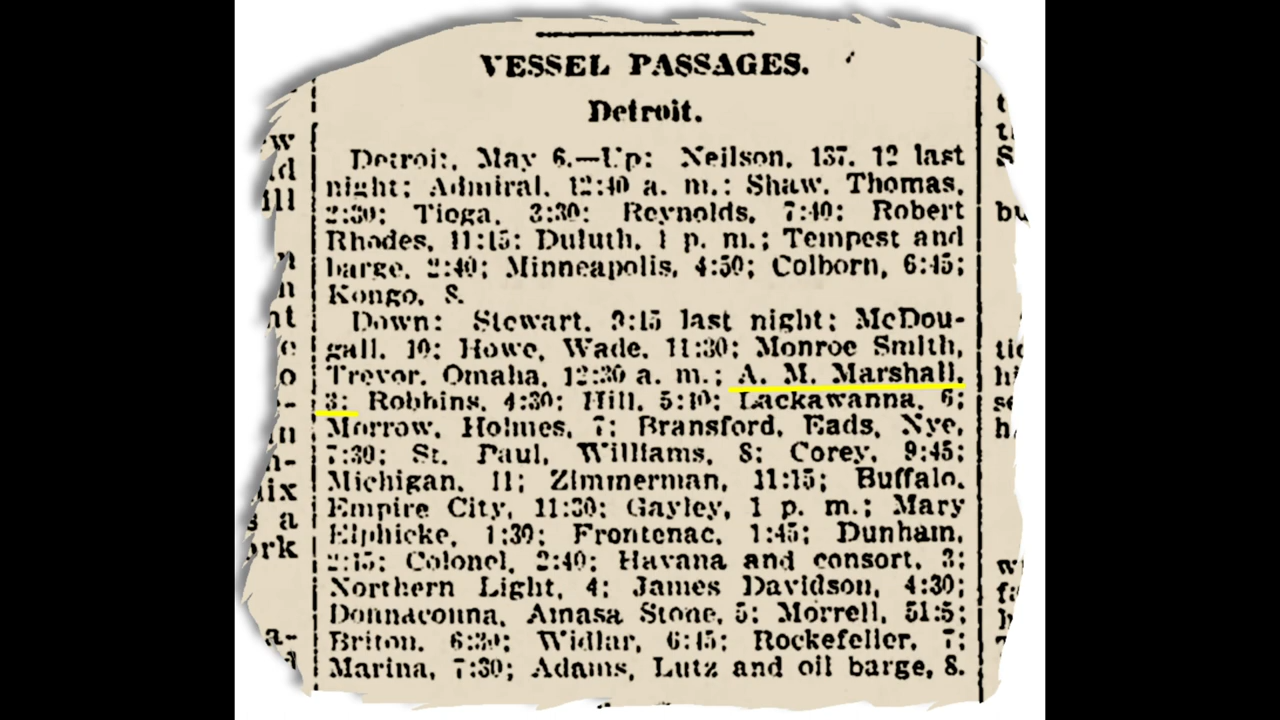 VESSEL PASSAGES.
Detroit.
Detroit, May 6.—Up: Neilson, 137, 12 last
night; Admiral, 12:40 a. m.; Shaw, Thomas,
2:30; Tioga, 3:30; Reynolds, 7:40; Robert
Rhodes, 11:15; Duluth, 1 p. m.; Tempest and
barge, 2:40; Minneapolis, 4:50; Colborn, 6:45;
Kongo, 8.
Down: Stewart, 9:15 last night; McDou-
gall, 10; Howe, Wade, 11:30; Monroe Smith,
Trevor, Omaha, 12:30 a. m.; A. M. Marshall,
3; Robbins, 4:30; Hill, 5:10; Lackawanna, 6;
Morrow, Holmes, 7; Bransford, Eads, Nye,
7:30; St. Paul, Williams, 8; Corey, 9:45;
Michigan, 11; Zimmerman, 11:15; Buffalo,
Empire City, 11:30; Gayley, 1 p. m.; Mary
Elphicke, 1:30; Frontenac, 1:45; Dunham,
2:15; Colonel, 2:40; Havana and consort, 3;
Northern Light, 4; James Davidson, 4:30;
Donnaconna, Amasa Stone, 5; Morrell, 51:5;
Briton, 6:30; Widlar, 6:45; Rockefeller, 7;
Marina, 7:30; Adams, Lutz and oil barge, 8.